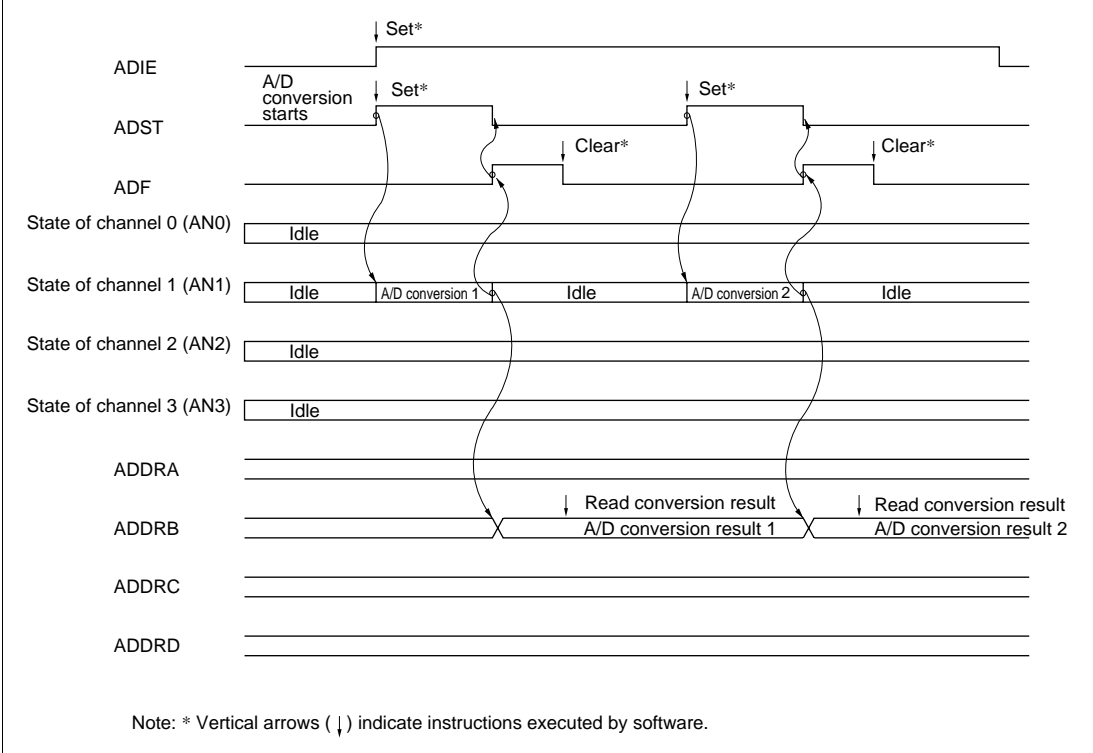 Set*
ADIE
A/D
conversion
starts
Set*
Set*
ADST
Clear*
Clear*
ADF
State of channel 0 (AN0)
Idle
State of channel 1 (AN1)
Idle
A/D conversion 1
Idle
A/D conversion 2
Idle
State of channel 2 (AN2)
Idle
State of channel 3 (AN3)
Idle
ADDRA
Read conversion result
Read conversion result
ADDRB
A/D conversion result 1
A/D conversion result 2
ADDRC
ADDRD
Note: * Vertical arrows (↓) indicate instructions executed by software.